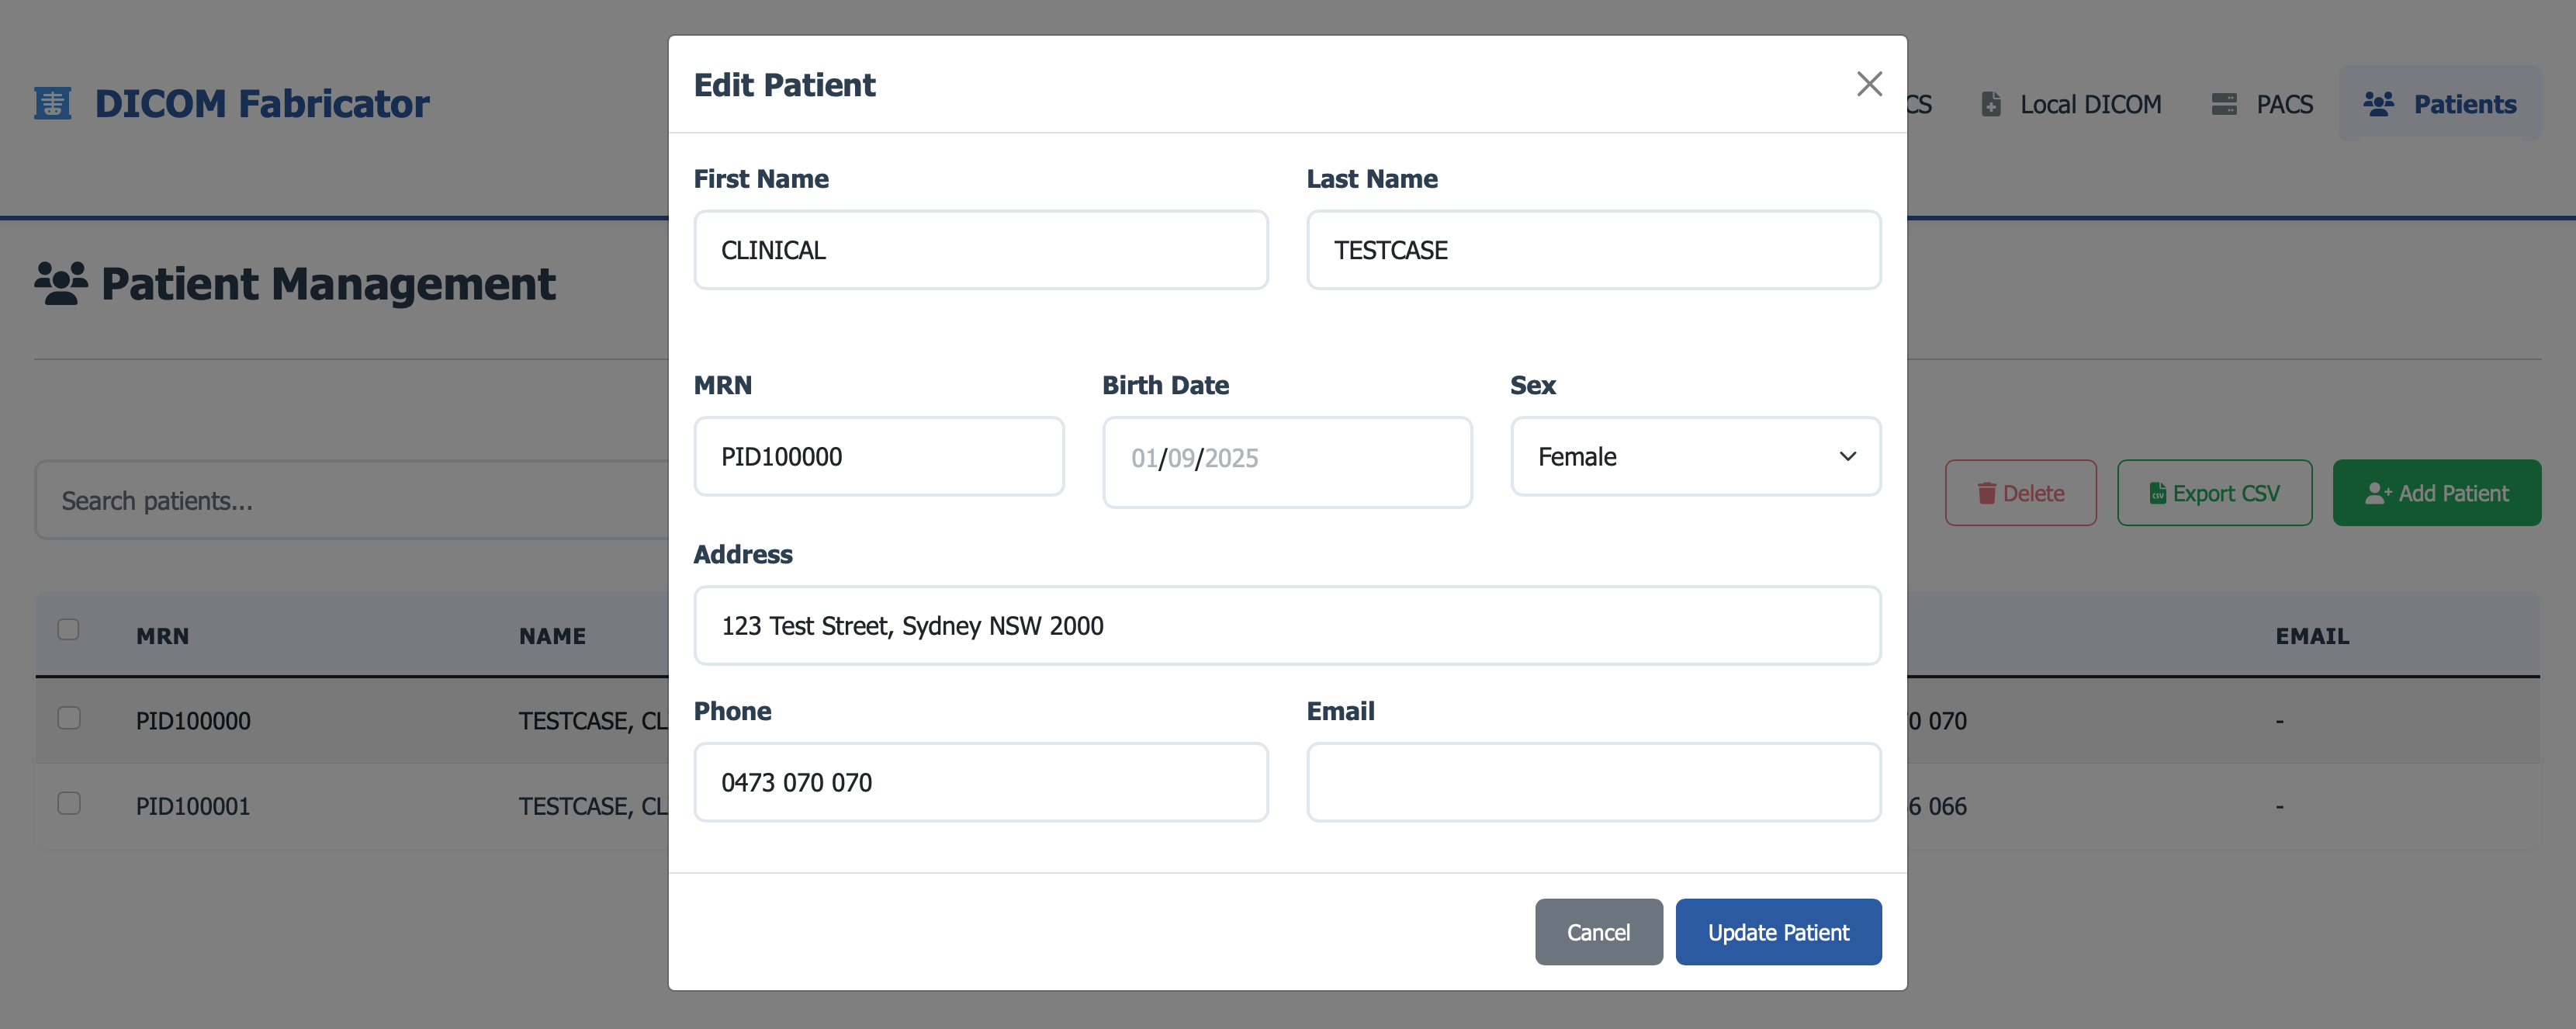 DICOM Fabricator
CS
Local DICOM
PACS
Patients
Patient Management
Search patients...
Delete
CSV
Export CSV
Add Patient
MRN
NAME
EMAIL
PID100000
TESTCASE, CL
70 070
-
PID100001
TESTCASE, CL
6 066
-
Edit Patient
First Name
Last Name
CLINICAL
TESTCASE
MRN
Birth Date
Sex
PID100000
01/09/2025
Female
Address
123 Test Street, Sydney NSW 2000
Phone
Email
0473 070 070
Cancel
Update Patient